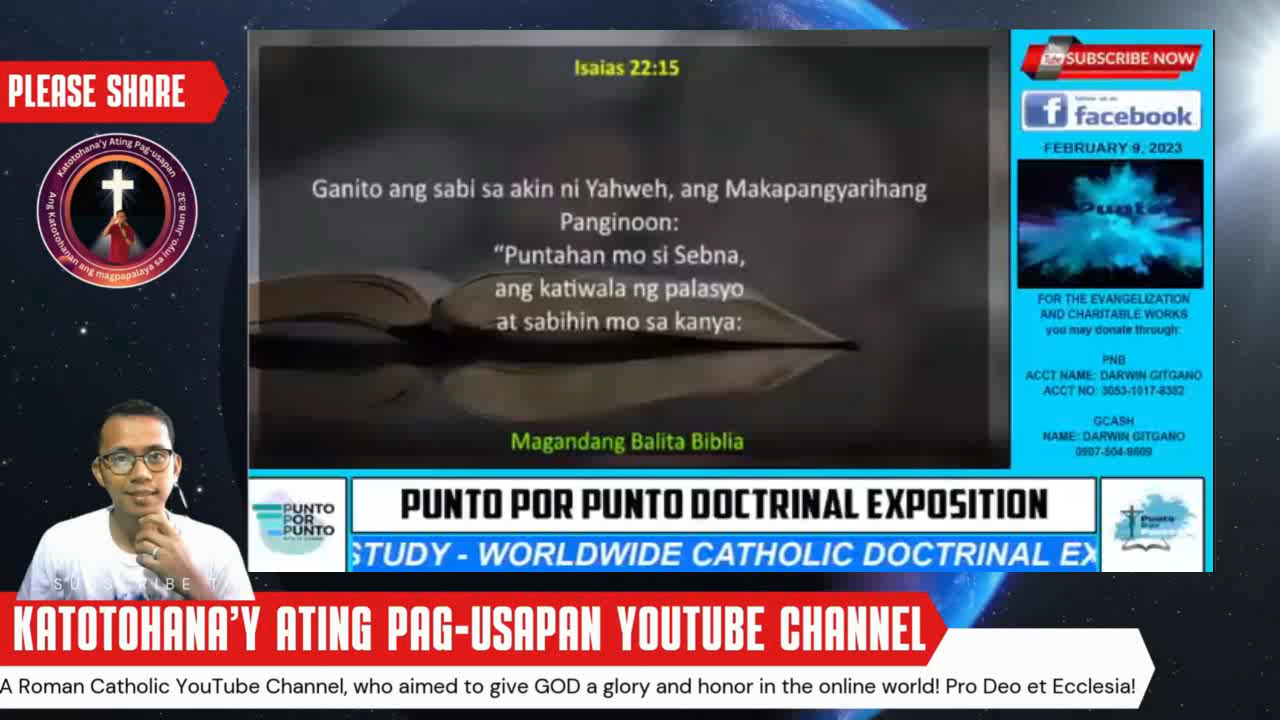 PLEASE SHARE
Katotohana'y Ating Pag-usapan
Ang Katotohanan ang magpapalaya sa inyo. Juan 8:32
Isaias 22:15
Ganito ang sabi sa akin ni Yahweh, ang Makapangyarihang
Panginoon:
“Puntahan mo si Sebna,
ang katiwala ng palasyo
at sabihin mo sa kanya:
Magandang Balita Biblia
SUBSCRIBE NOW
facebook
FEBRUARY 9, 2023
Punto
FOR THE EVANGELIZATION
AND CHARITABLE WORKS
you may donate through:
PNB
ACCT NAME: DARWIN GITGANO
ACCT NO: 3053-1017-8352
GCASH
NAME: DARWIN GITGANO
0907-504-8609
PUNTO
POR
PUNTO
PUNTO POR PUNTO DOCTRINAL EXPOSITION
STUDY - WORLDWIDE CATHOLIC DOCTRINAL EX
Punto
Por
SUBSCRIBE
KATOTOHANA’Y ATING PAG-USAPAN YOUTUBE CHANNEL
A Roman Catholic YouTube Channel, who aimed to give GOD a glory and honor in the online world! Pro Deo et Ecclesia!